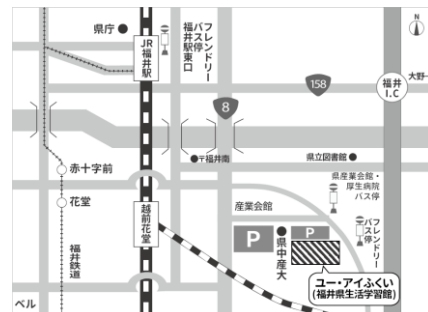 県庁
JR福井駅
福井駅東口
フレンドリーバス停
N
8
158
大野
福井I.C
〒福井南
県立図書館
赤十字前
花堂
福井鉄道
越前花堂
県産業会館・
厚生病院
バス停
産業会館
P
県中産大
P
フレンドリー
バス停
ユー・アイふくい
(福井県生活学習館)
ベル